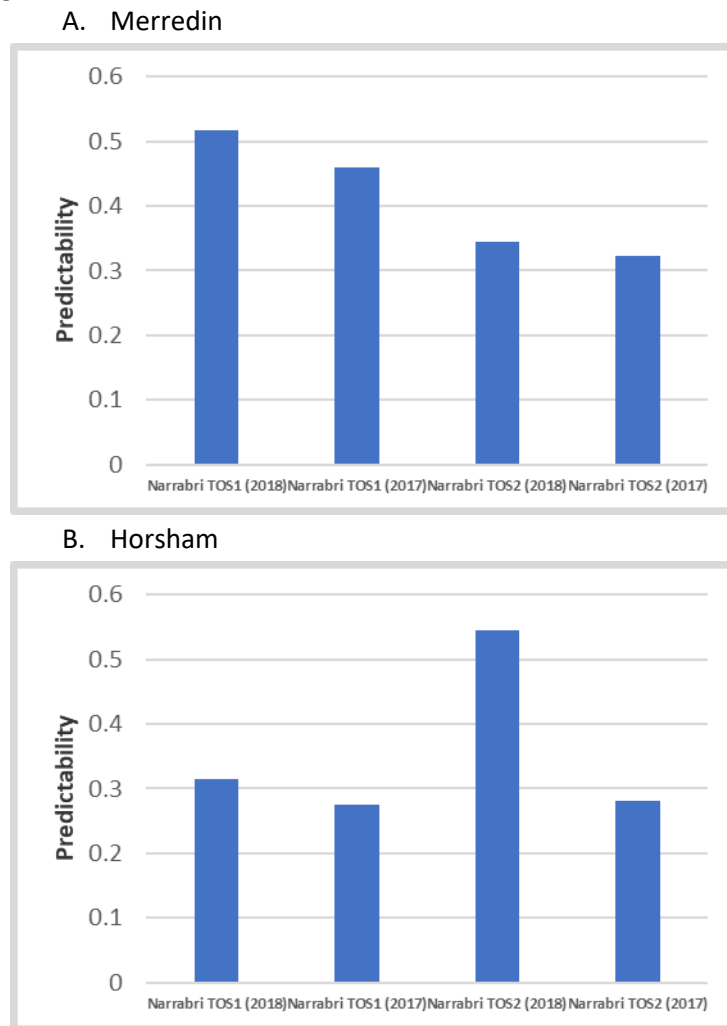 A. Merredin
0.6
0.5
0.4
0.3
0.2
0.1
0
Predictability
Narrabri TOS1 (2018) Narrabri TOS1 (2017) Narrabri TOS2 (2018) Narrabri TOS2 (2017)
B. Horsham
0.6
0.5
0.4
0.3
0.2
0.1
0
Predictability
Narrabri TOS1 (2018) Narrabri TOS1 (2017) Narrabri TOS2 (2018) Narrabri TOS2 (2017)